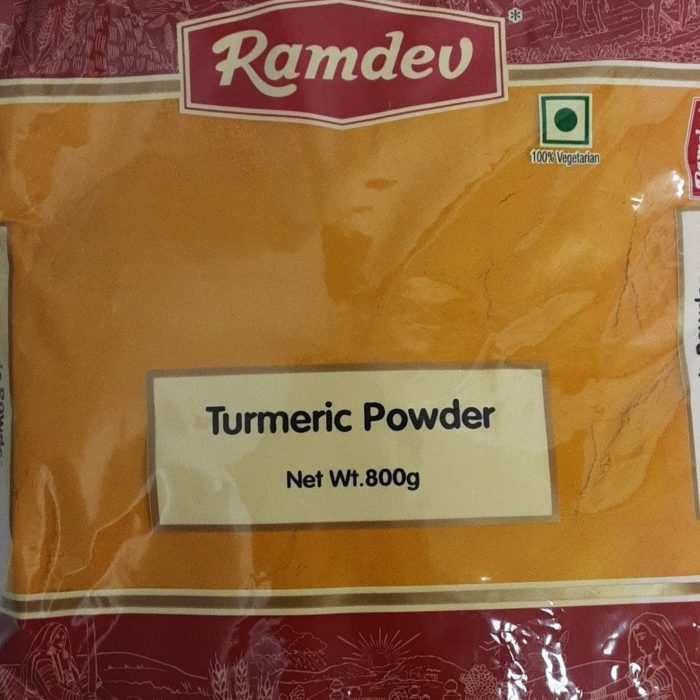 Ramdev*
100% Vegetarian
Turmeric Powder
Net Wt.800g